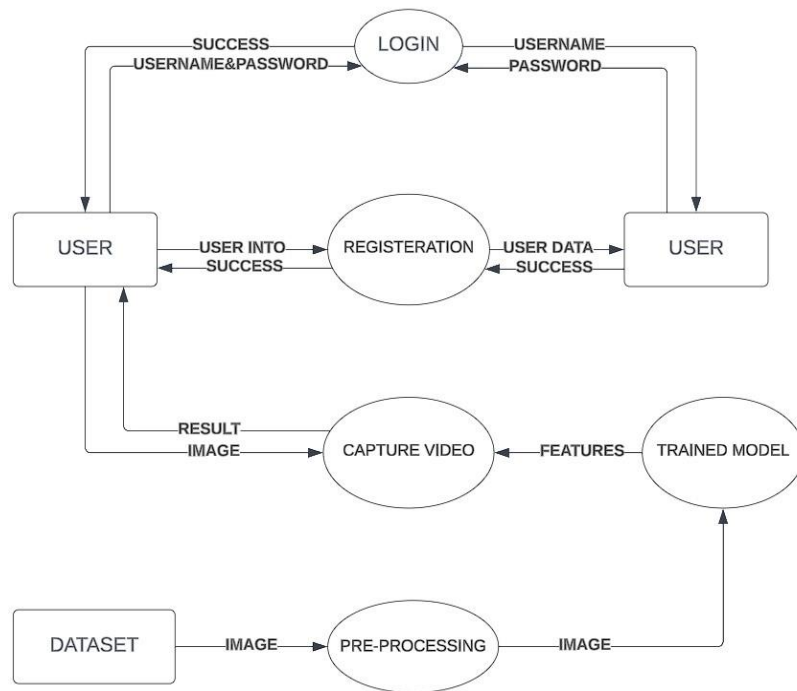 SUCCESS
LOGIN
USERNAME
USERNAME&PASSWORD
PASSWORD
USER
USER INTO
REGISTERATION
USER DATA
USER
SUCCESS
SUCCESS
RESULT
IMAGE
CAPTURE VIDEO
FEATURES
TRAINED MODEL
DATASET
IMAGE
PRE-PROCESSING
IMAGE